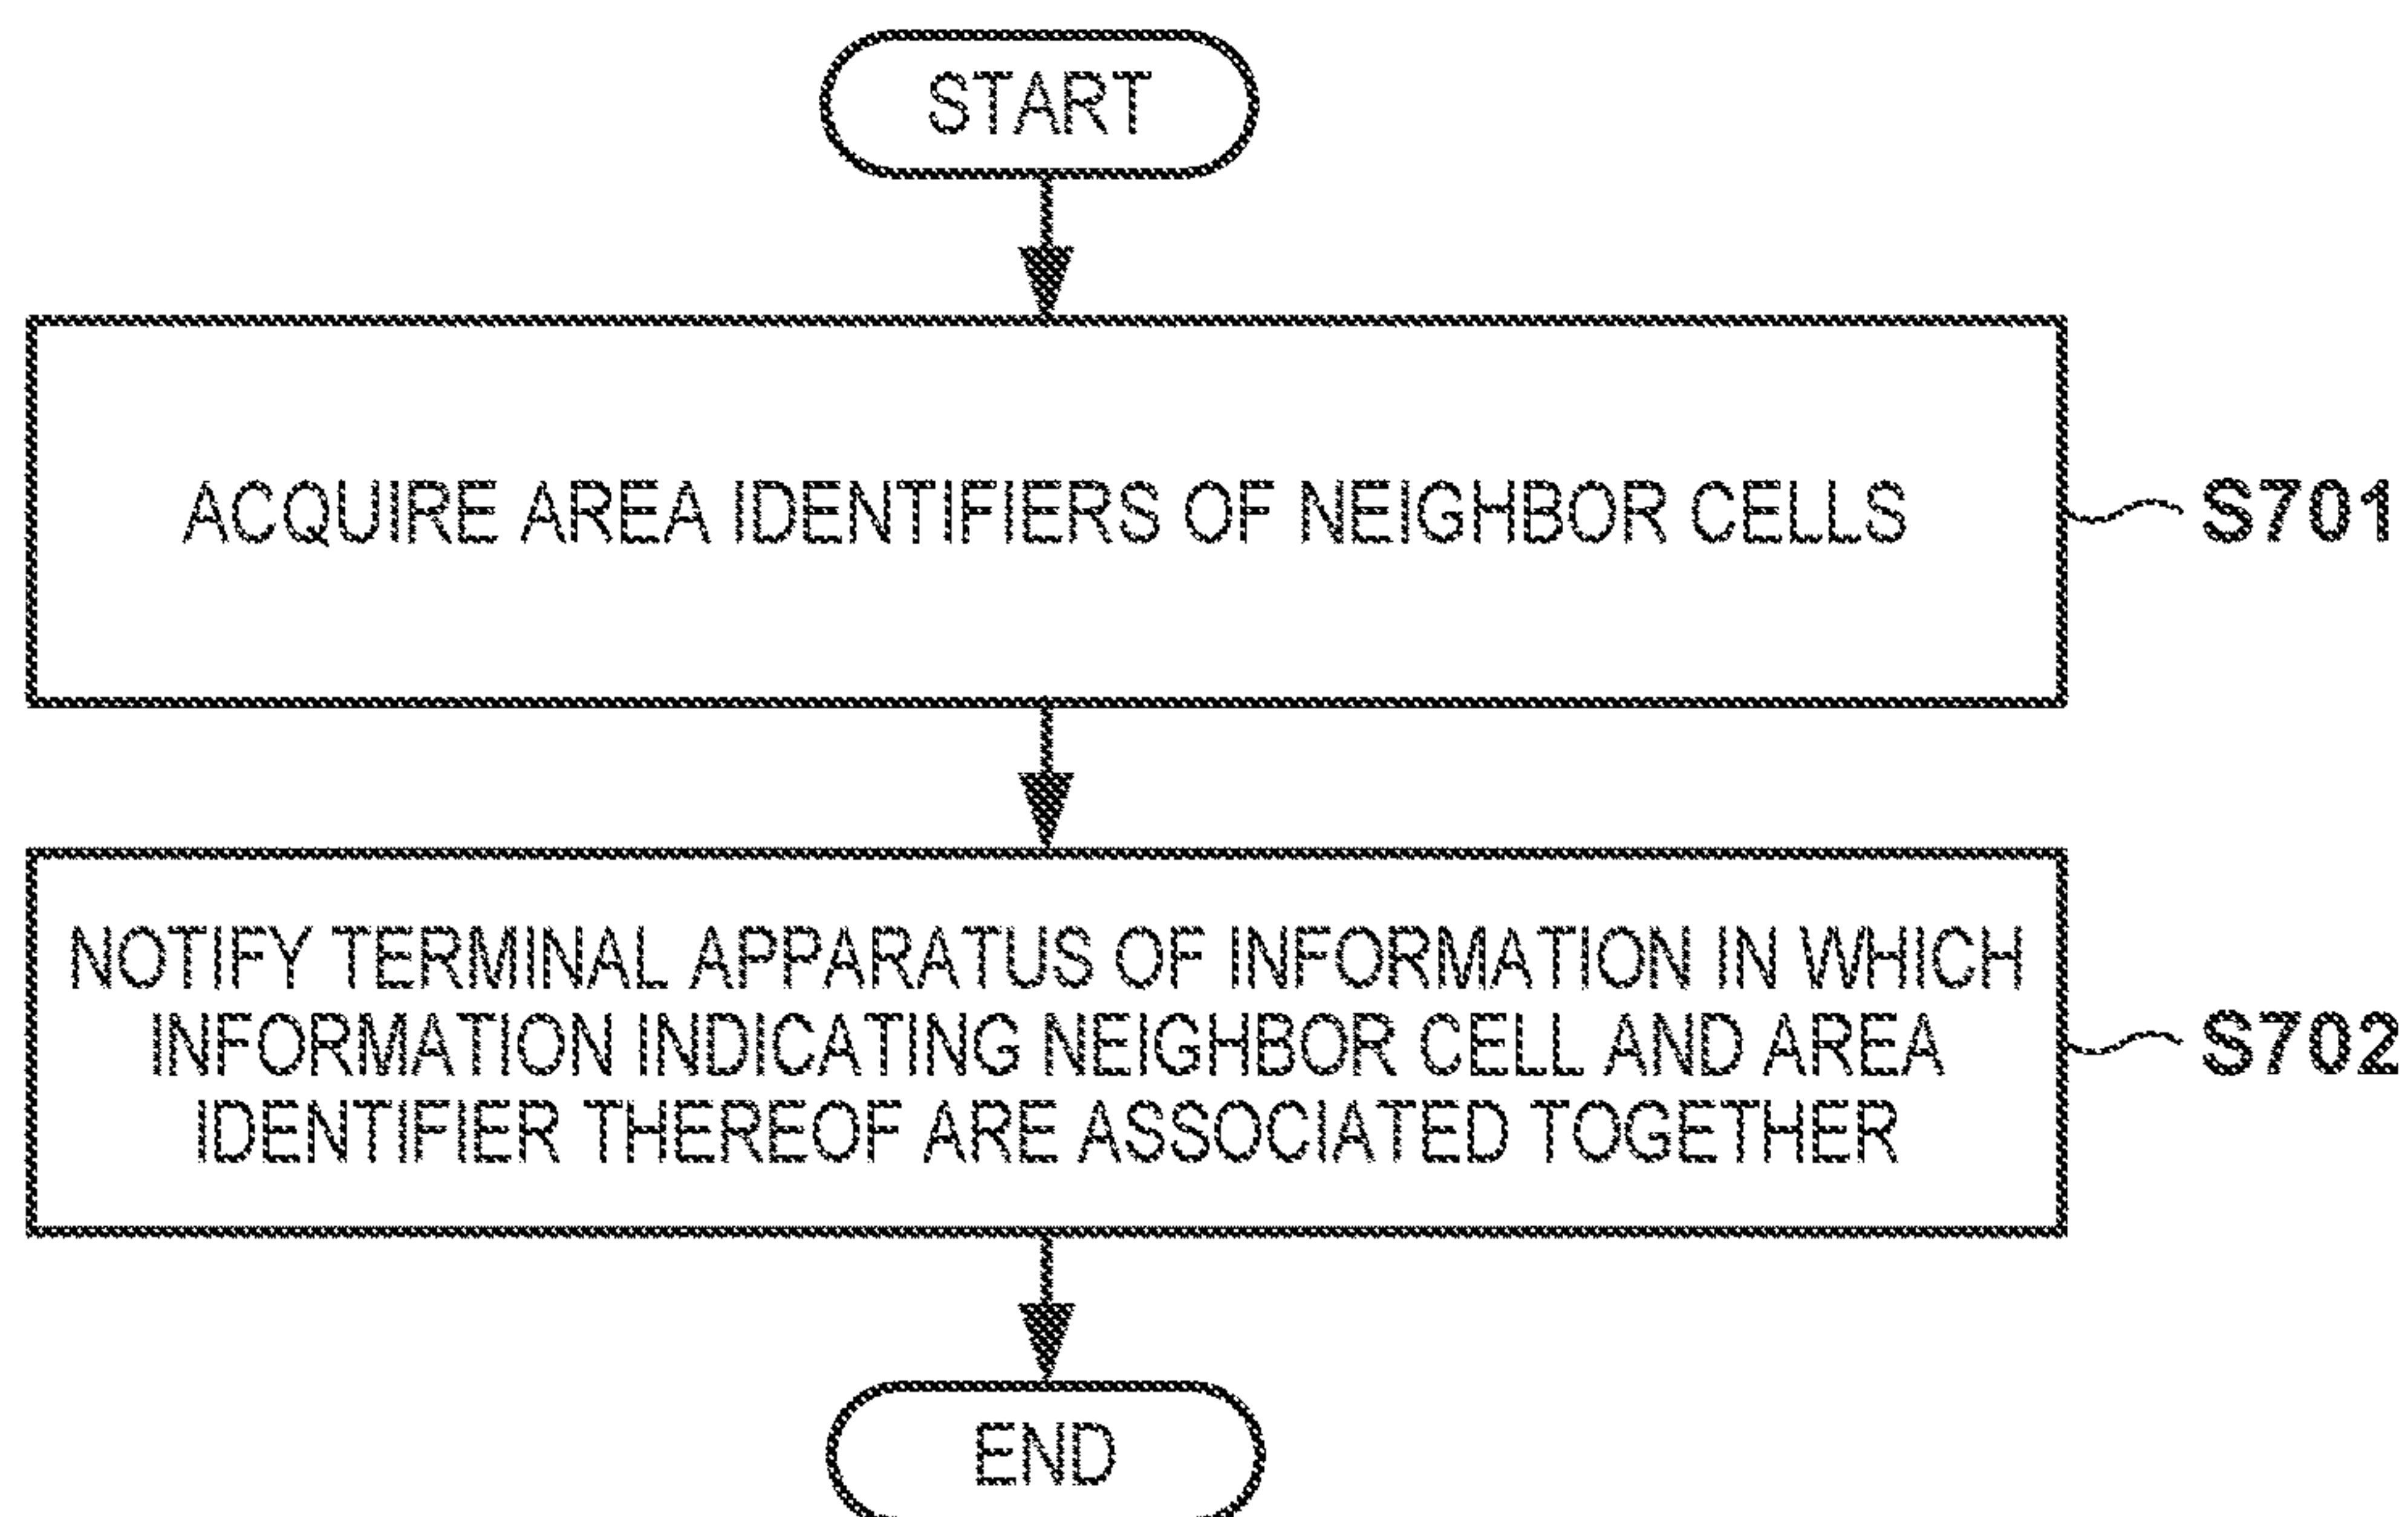 START
ACQUIRE AREA IDENTIFIERS OF NEIGHBOR CELLS
S701
NOTIFY TERMINAL APPARATUS OF INFORMATION IN WHICH
INFORMATION INDICATING NEIGHBOR CELL AND AREA
IDENTIFIER THEREOF ARE ASSOCIATED TOGETHER
S702
END